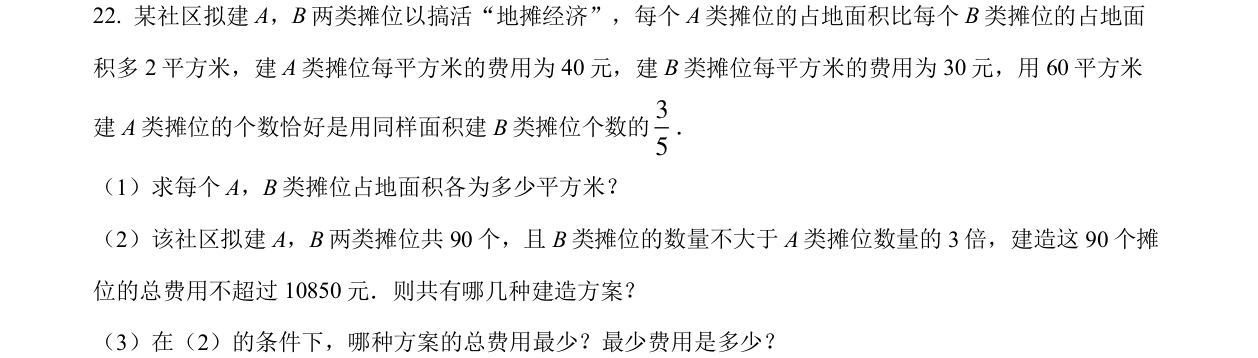 22. 某社区拟建 A，B 两类摊位以搞活“地摊经济”，每个 A 类摊位的占地面积比每个 B 类摊位的占地面
积多 2 平方米，建 A 类摊位每平方米的费用为 40 元，建 B 类摊位每平方米的费用为 30 元，用 60 平方米
建 A 类摊位的个数恰好是用同样面积建 B 类摊位个数的 3/5．
（1）求每个 A，B 类摊位占地面积各为多少平方米？
（2）该社区拟建 A，B 两类摊位共 90 个，且 B 类摊位的数量不大于 A 类摊位数量的 3 倍，建造这 90 个摊
位的总费用不超过 10850 元．则共有哪几种建造方案？
（3）在（2）的条件下，哪种方案的总费用最少？最少费用是多少？